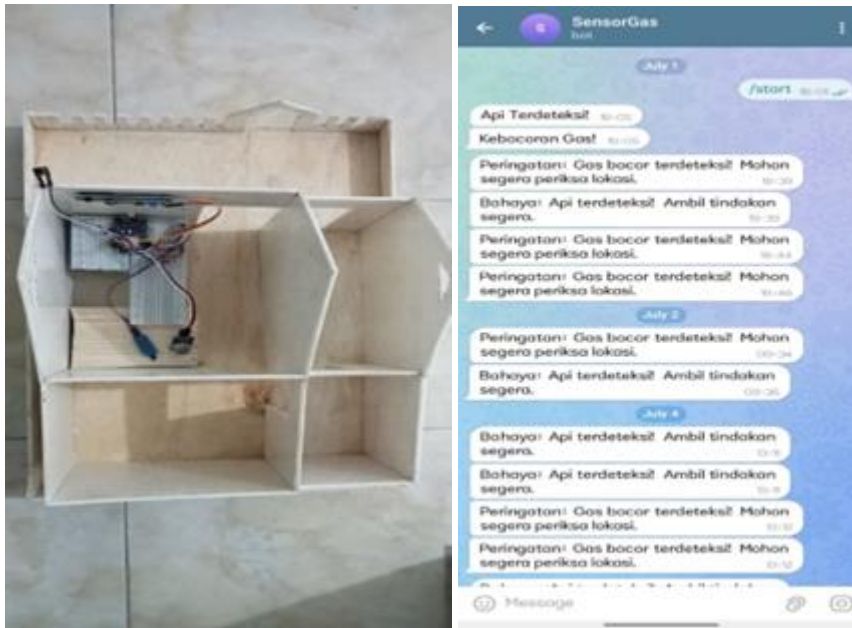 SensorGas
bot
July 1
/start
Api Terdeteksi!
Kebocoran Gas!
Peringatan: Gas bocor terdeteksi! Mohon
segera periksa lokasi.
Bahaya: Api terdeteksi! Ambil tindakan
segera.
Peringatan: Gas bocor terdeteksi! Mohon
segera periksa lokasi.
Peringatan: Gas bocor terdeteksi! Mohon
segera periksa lokasi.
July 2
Peringatan: Gas bocor terdeteksi! Mohon
segera periksa lokasi.
Bahaya: Api terdeteksi! Ambil tindakan
segera.
July 4
Bahaya: Api terdeteksi! Ambil tindakan
segera.
Bahaya: Api terdeteksi! Ambil tindakan
segera.
Peringatan: Gas bocor terdeteksi! Mohon
segera periksa lokasi.
Peringatan: Gas bocor terdeteksi! Mohon
segera periksa lokasi.
Message